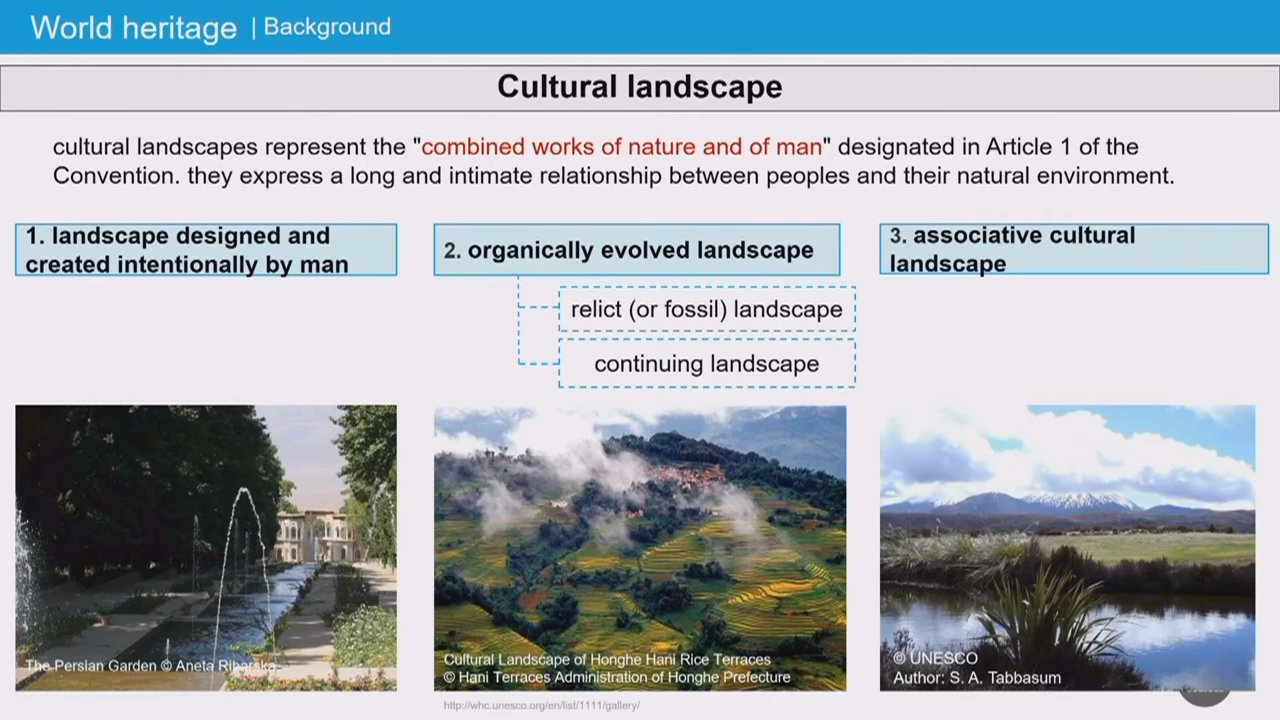 World heritage | Background
Cultural landscape
cultural landscapes represent the "combined works of nature and of man" designated in Article 1 of the
Convention. they express a long and intimate relationship between peoples and their natural environment.
1. landscape designed and
created intentionally by man
2. organically evolved landscape
relict (or fossil) landscape
continuing landscape
3. associative cultural
landscape
The Persian Garden © Aneta Ribarska
Cultural Landscape of Honghe Hani Rice Terraces
© Hani Terraces Administration of Honghe Prefecture
© UNESCO
Author: S. A. Tabbasum
http://whc.unesco.org/en/list/1111/gallery/